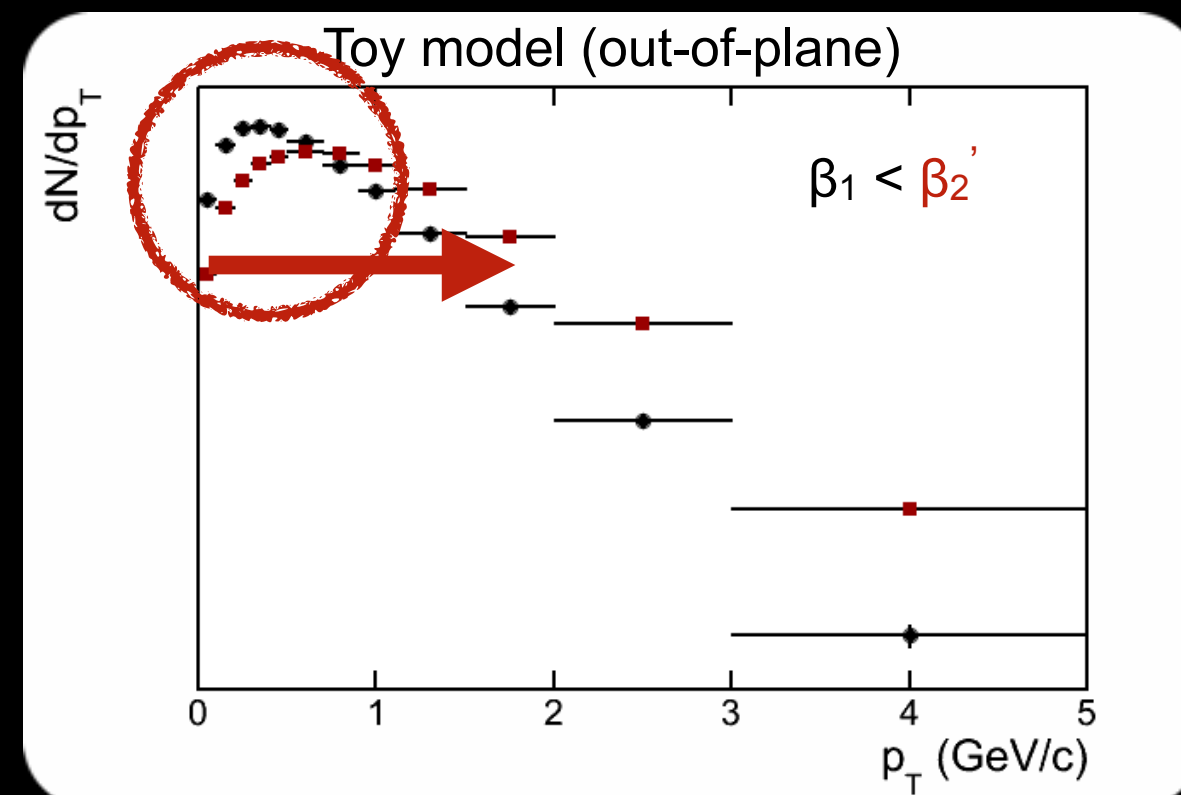 Toy model (out-of-plane)
dN/dp_T
β₁ < β₂’
0 1 2 3 4 5
p_T (GeV/c)